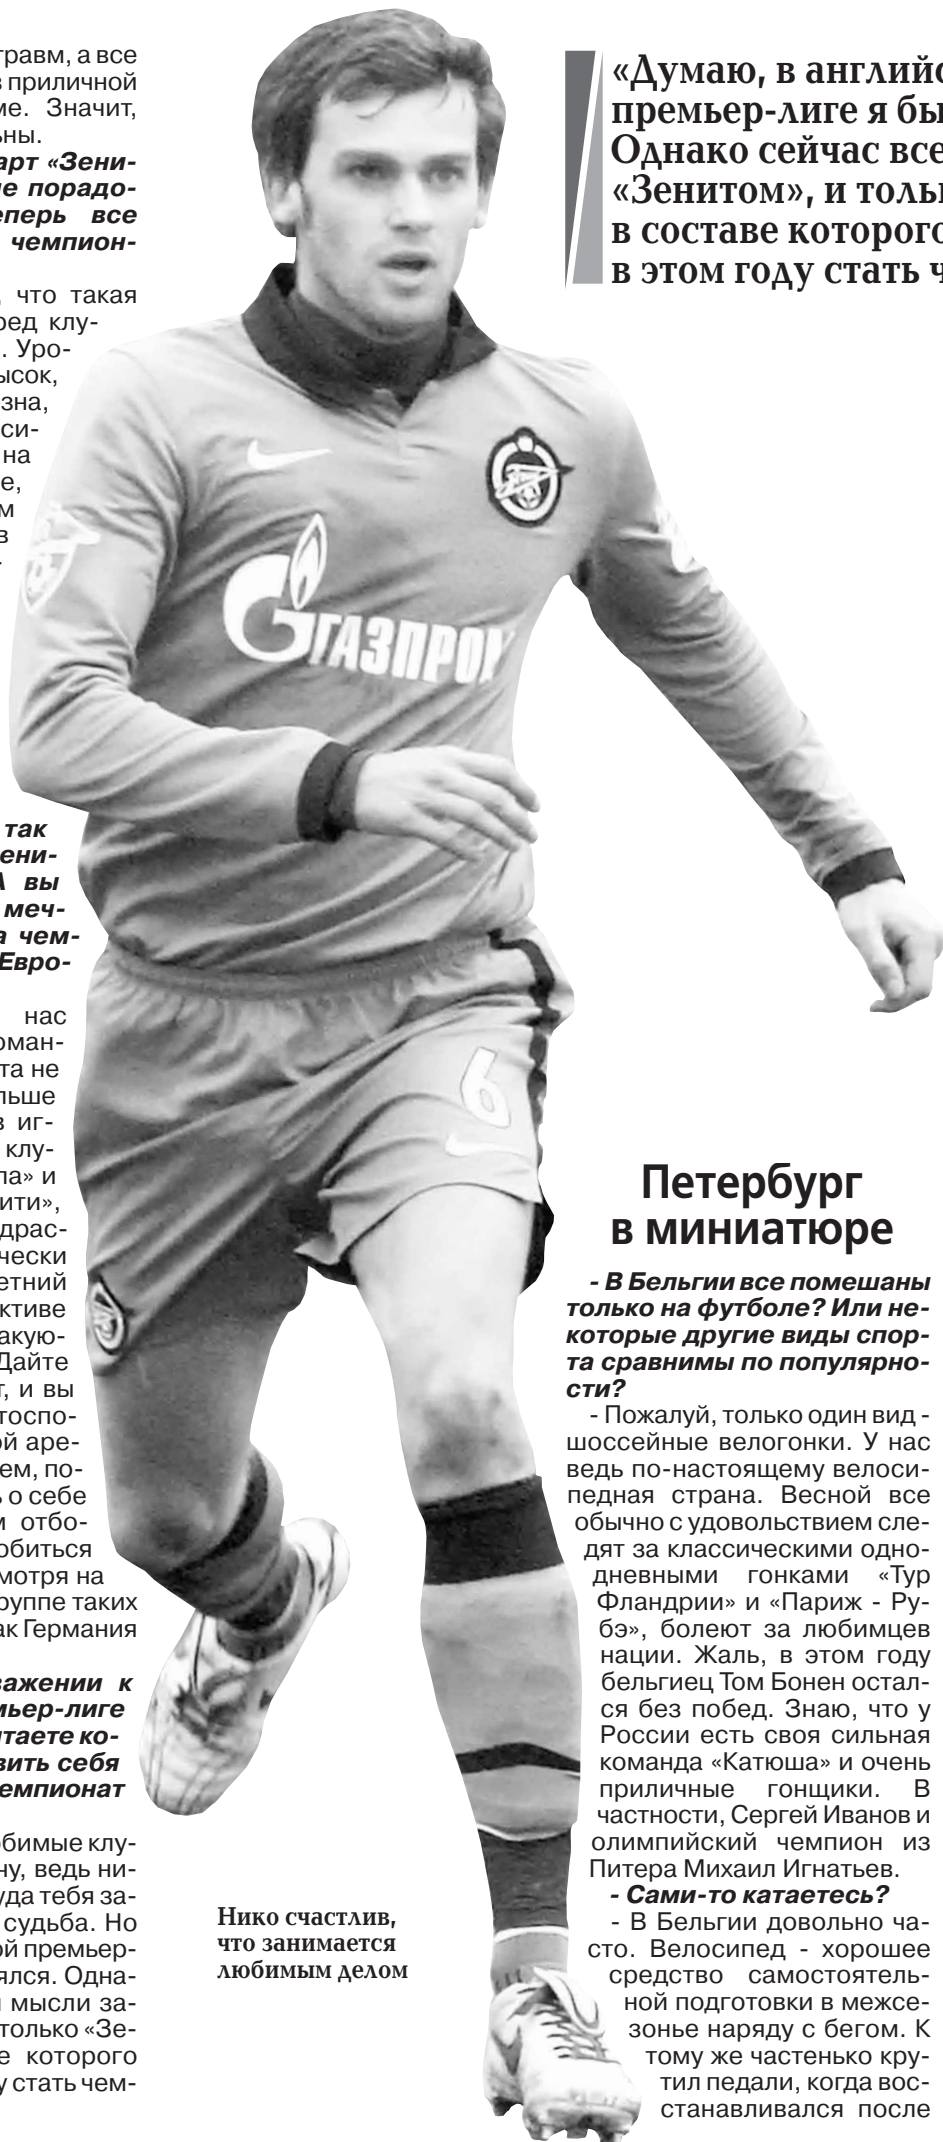 травм, а все
в приличной
ме. Значит,
ьны.
арт «Зени-
не порадо-
еперь все
чемпион-
что такая
ред клу-
. Уро-
ысок,
зна,
си-
на
е,
м
в
так
ени-
А вы
меч-
а чем-
Евро-
нас
оман-
та не
льше
в иг-
клу-
ла» и
ити»,
драс-
чески
етний
ктиве
акую-
Дайте
т, и вы
тоспо-
ой аре-
ем, по-
ь о себе
м отбо-
обиться
мотря на
руппе таких
ак Германия
важении к
мьер-лиге
итаете ко-
вить себя
емпионат
юбимые клу-
ну, ведь ни-
уда тебя за-
судьба. Но
ой премьер-
ялся. Одна-
и мысли за-
только «Зе-
е которого
у стать чем-
«Думаю, в английс
премьер-лиге я бы
Однако сейчас все
«Зенитом», и толь
в составе которого
в этом году стать ч
ГАЗПРОМ
6
Нико счастлив,
что занимается
любимым делом
Петербург
в миниатюре
- В Бельгии все помешаны
только на футболе? Или не-
которые другие виды спор-
та сравнимы по популярно-
сти?
- Пожалуй, только один вид -
шоссейные велогонки. У нас
ведь по-настоящему велоси-
педная страна. Весной все
обычно с удовольствием сле-
дят за классическими одно-
дневными гонками «Тур
Фландрии» и «Париж - Ру-
бэ», болеют за любимцев
нации. Жаль, в этом году
бельгиец Том Бонен остал-
ся без побед. Знаю, что у
России есть своя сильная
команда «Катюша» и очень
приличные гонщики. В
частности, Сергей Иванов и
олимпийский чемпион из
Питера Михаил Игнатьев.
- Сами-то катаетесь?
- В Бельгии довольно ча-
сто. Велосипед - хорошее
средство самостоятель-
ной подготовки в межсе-
зонье наряду с бегом. К
тому же частенько кру-
тил педали, когда вос-
станавливался после